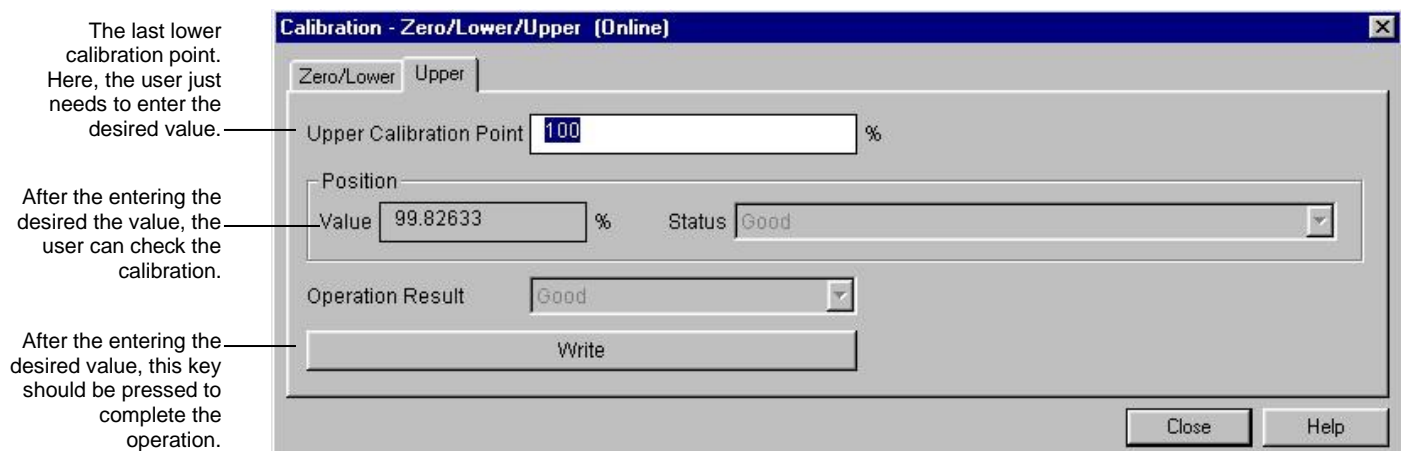 The last lower
calibration point.
Here, the user just
needs to enter the
desired value.
After the entering the
desired the value, the
user can check the
calibration.
After the entering the
desired value, this key
should be pressed to
complete the
operation.
Calibration - Zero/Lower/Upper (Online)
Zero/Lower Upper
Upper Calibration Point 100 %
Position
Value 99.82633 % Status Good
Operation Result Good
Write
Close Help